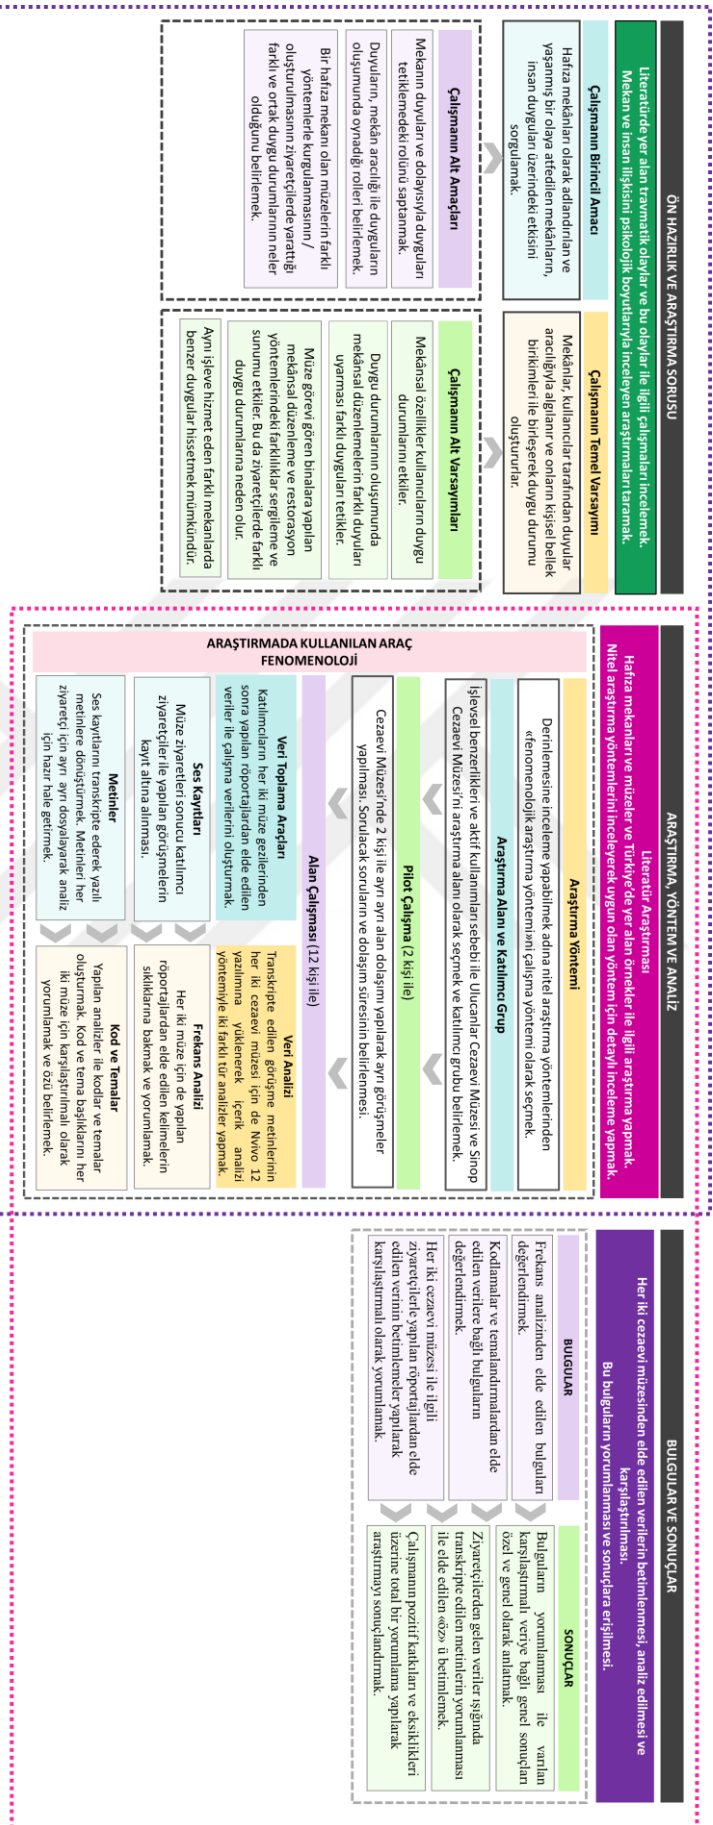 ÖN HAZIRLIK VE ARAŞTIRMA SORUSU
Literatürde yer alan travmatik olaylar ve bu olaylar ile ilgili çalışmaları incelemek.
Mekan ve insan ilişkisini psikolojik boyutlarıyla inceleyen araştırmaları taramak.
Çalışmanın Birincil Amacı
Hafıza mekânları olarak adlandırılan ve
yaşanmış bir olaya atfedilen mekânların,
insan duyguları üzerindeki etkisini
sorgulamak.
Çalışmanın Temel Varsayımı
Mekânlar, kullanıcılar tarafından duyular
aracılığıyla algılanır ve onların kişisel bellek
birikimleri ile birleşerek duygu durumu
oluştururlar.
Çalışmanın Alt Amaçları
Mekanın duyuları ve dolayısıyla duyguları
tetiklemedeki rolünü saptanmak.
Duyuların, mekân aracılığı ile duyguların
oluşumunda oynadığı rolleri belirlemek.
Bir hafıza mekanı olan müzelerin farklı
yöntemlerle kurgulanmasının /
oluşturulmasının ziyaretçilerde yarattığı
farklı ve ortak duygu durumlarının neler
olduğunu belirlemek.
Çalışmanın Alt Varsayımları
Mekânsal özellikler kullanıcıların duygu
durumlarını etkiler.
Duygu durumlarının oluşumunda
mekânsal düzenlemelerin farklı duyuları
uyarması farklı duyguları tetikler.
Müze görevi gören binalara yapılan
mekânsal düzenleme ve restorasyon
yöntemlerindeki farklılıklar sergileme ve
sunumu etkiler. Bu da ziyaretçilerde farklı
duygu durumlarına neden olur.
Aynı işleve hizmet eden farklı mekanlarda
benzer duygular hissetmek mümkündür.
ARAŞTIRMA, YÖNTEM VE ANALİZ
Literatür Araştırması
Hafıza mekanları ve müzeler ve Türkiye’de yer alan örnekler ile ilgili araştırma yapmak.
Nitel araştırma yöntemlerini inceleyerek uygun olan yöntem için detaylı inceleme yapmak.
Araştırma Yöntemi
Derinlemesine inceleme yapabilmek adına nitel araştırma yöntemlerinden
«fenomenolojik araştırma yöntemi»ni çalışma yöntemi olarak seçmek.
Araştırma Alanı ve Katılımcı Grup
İşlevsel benzerlikleri ve aktif kullanımları sebebi ile Ulucanlar Cezaevi Müzesi ve Sinop
Cezaevi Müzesi’ni araştırma alanı olarak seçmek ve katılımcı grubu belirlemek.
Pilot Çalışma (2 kişi ile)
Cezaevi Müzesi’nde 2 kişi ile ayrı ayrı alan dolaşımı yapılarak ayrı görüşmeler
yapılması. Sorulacak soruların ve dolaşım süresinin belirlenmesi.
Alan Çalışması (12 kişi ile)
Veri Toplama Araçları
Katılımcıların her iki müze gezilerinden
sonra yapılan röportajlardan elde edilen
veriler ile çalışma verilerini oluşturmak.
Veri Analizi
Transkripte edilen görüşme metinlerinin
her iki cezaevi müzesi için de Nvivo 12
yazılımına yüklenerek içerik analizi
yöntemiyle iki farklı tür analizler yapmak.
Ses Kayıtları
Müze ziyaretleri sonucu katılımcı
ziyaretçiler ile yapılan görüşmelerin
kayıt altına alınması.
Frekans Analizi
Her iki müze için de yapılan
röportajlardan elde edilen kelimelerin
sıklıklarına bakmak ve yorumlamak.
Metinler
Ses kayıtlarını transkripte ederek yazılı
metinlere dönüştürmek. Metinleri her
ziyaretçi için ayrı ayrı dosyalayarak analiz
için hazır hale getirmek.
Kod ve Temalar
Yapılan analizler ile kodlar ve temalar
oluşturmak. Kod ve tema başlıklarını her
iki müze için karşılaştırılmalı olarak
yorumlamak ve özü belirlemek.
ARAŞTIRMADA KULLANILAN ARAÇ
FENOMENOLOJİ
BULGULAR VE SONUÇLAR
Her iki cezaevi müzesinden elde edilen verilerin betimlenmesi, analiz edilmesi ve
karşılaştırılması.
Bu bulguların yorumlanması ve sonuçlara erişilmesi.
BULGULAR
Frekans analizinden elde edilen bulguları
değerlendirmek.
Kodlamalar ve temalandırmalardan elde
edilen verilere bağlı bulguların
değerlendirmek.
Her iki cezaevi müzesi ile ilgili
ziyaretçilerle yapılan röportajlardan elde
edilen verinin betimlemeler yapılarak
karşılaştırmalı olarak yorumlamak.
SONUÇLAR
Bulguların yorumlanması ile varılan
karşılaştırmalı veriye bağlı genel sonuçları
özel ve genel olarak anlatmak.
Ziyaretçilerden gelen veriler ışığında
transkripte edilen metinlerin yorumlanması
ile elde edilen «öz» ü betimlemek.
Çalışmanın pozitif katkıları ve eksiklikleri
üzerine total bir yorumlama yapılarak
araştırmayı sonuçlandırmak.